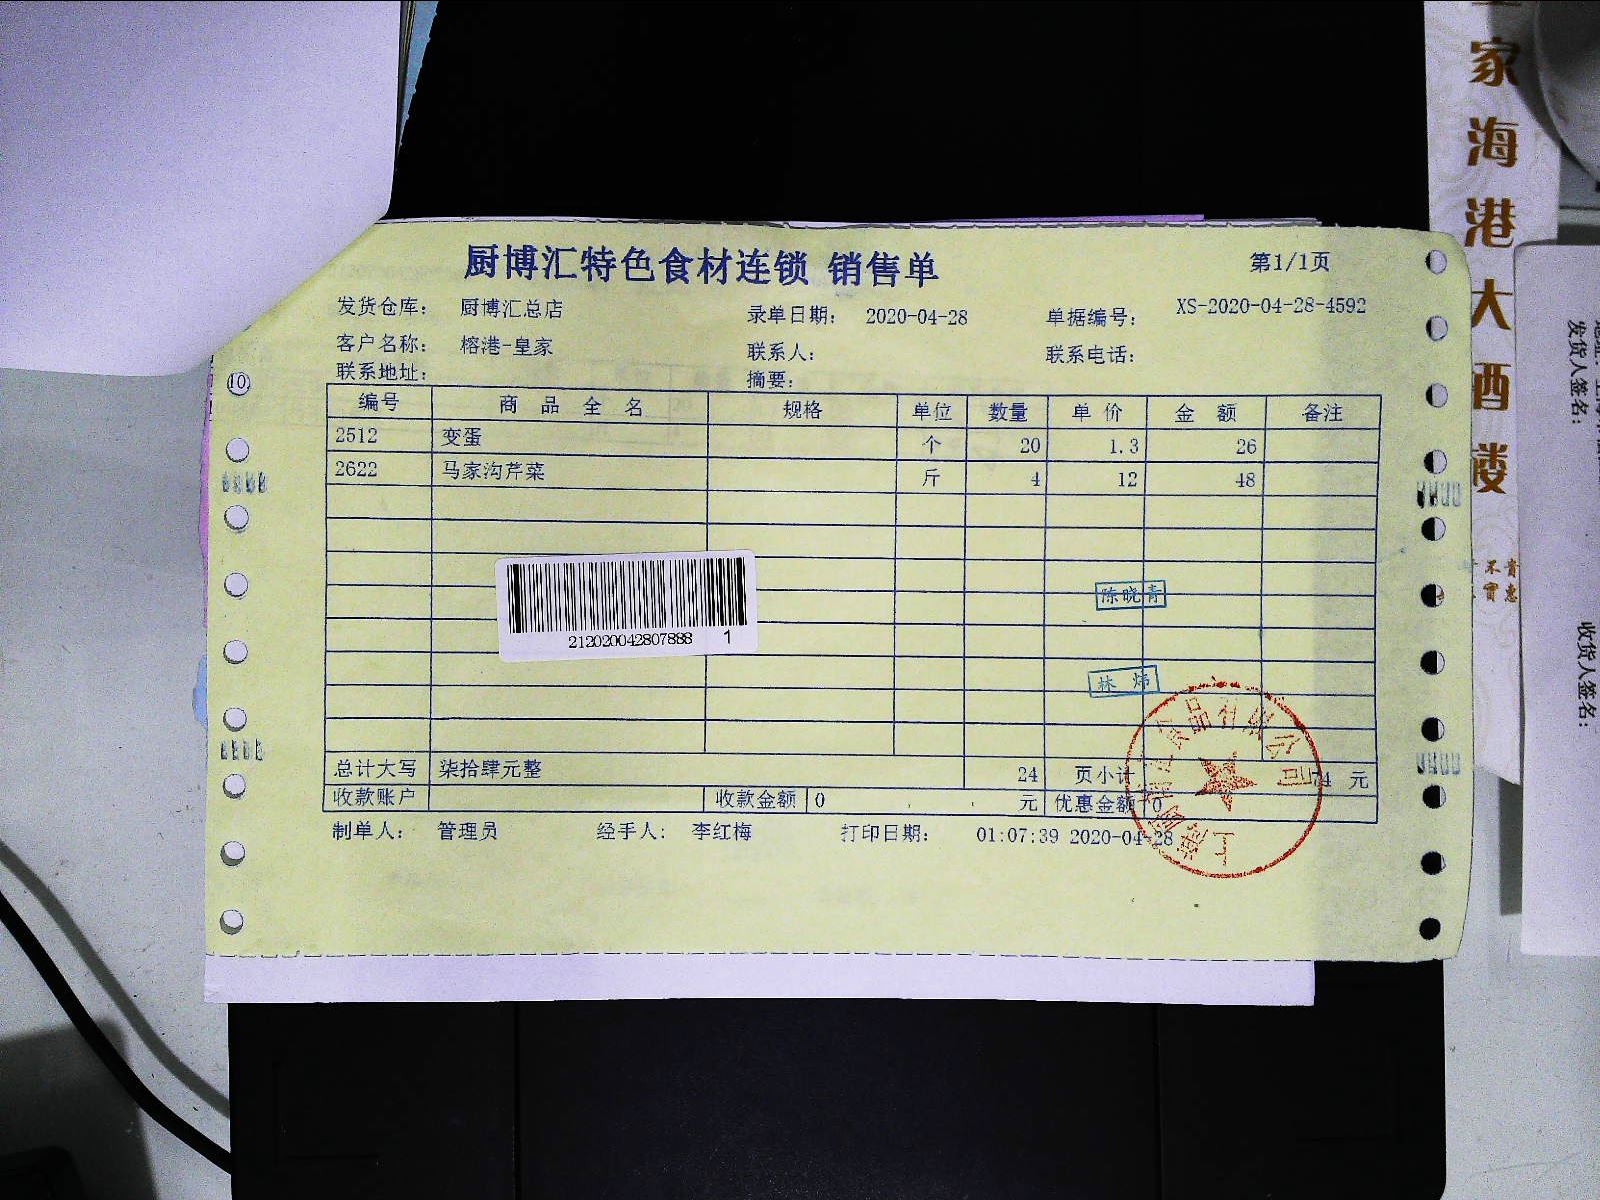 厨博汇特色食材连锁 销售单 第1/1页
发货仓库: 厨博汇总店 录单日期: 2020-04-28 单据编号: XS-2020-04-28-4592
客户名称: 榕港-皇家 联系人: 联系电话:
联系地址: 摘要:
编号 商品全名 规格 单位 数量 单价 金额 备注
2512 变蛋 个 20 1.3 26
2622 马家沟芹菜 斤 4 12 48
陈晓青
212020042807888 1
林炜
总计大写 柒拾肆元整 24 页小计 74 元
收款账户 收款金额 0 元 优惠金额 0
制单人: 管理员 经手人: 李红梅 打印日期: 01:07:39 2020-04-28
上海 食品有限公司
10
家海港大酒楼
发货人签名:
收货人签名: